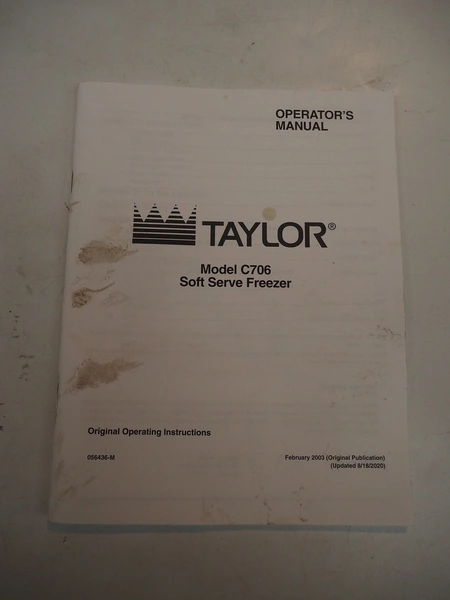 OPERATOR'S
MANUAL
TAYLOR®
Model C706
Soft Serve Freezer
Original Operating Instructions
056436-M
February 2003 (Original Publication)
(Updated 8/18/2020)